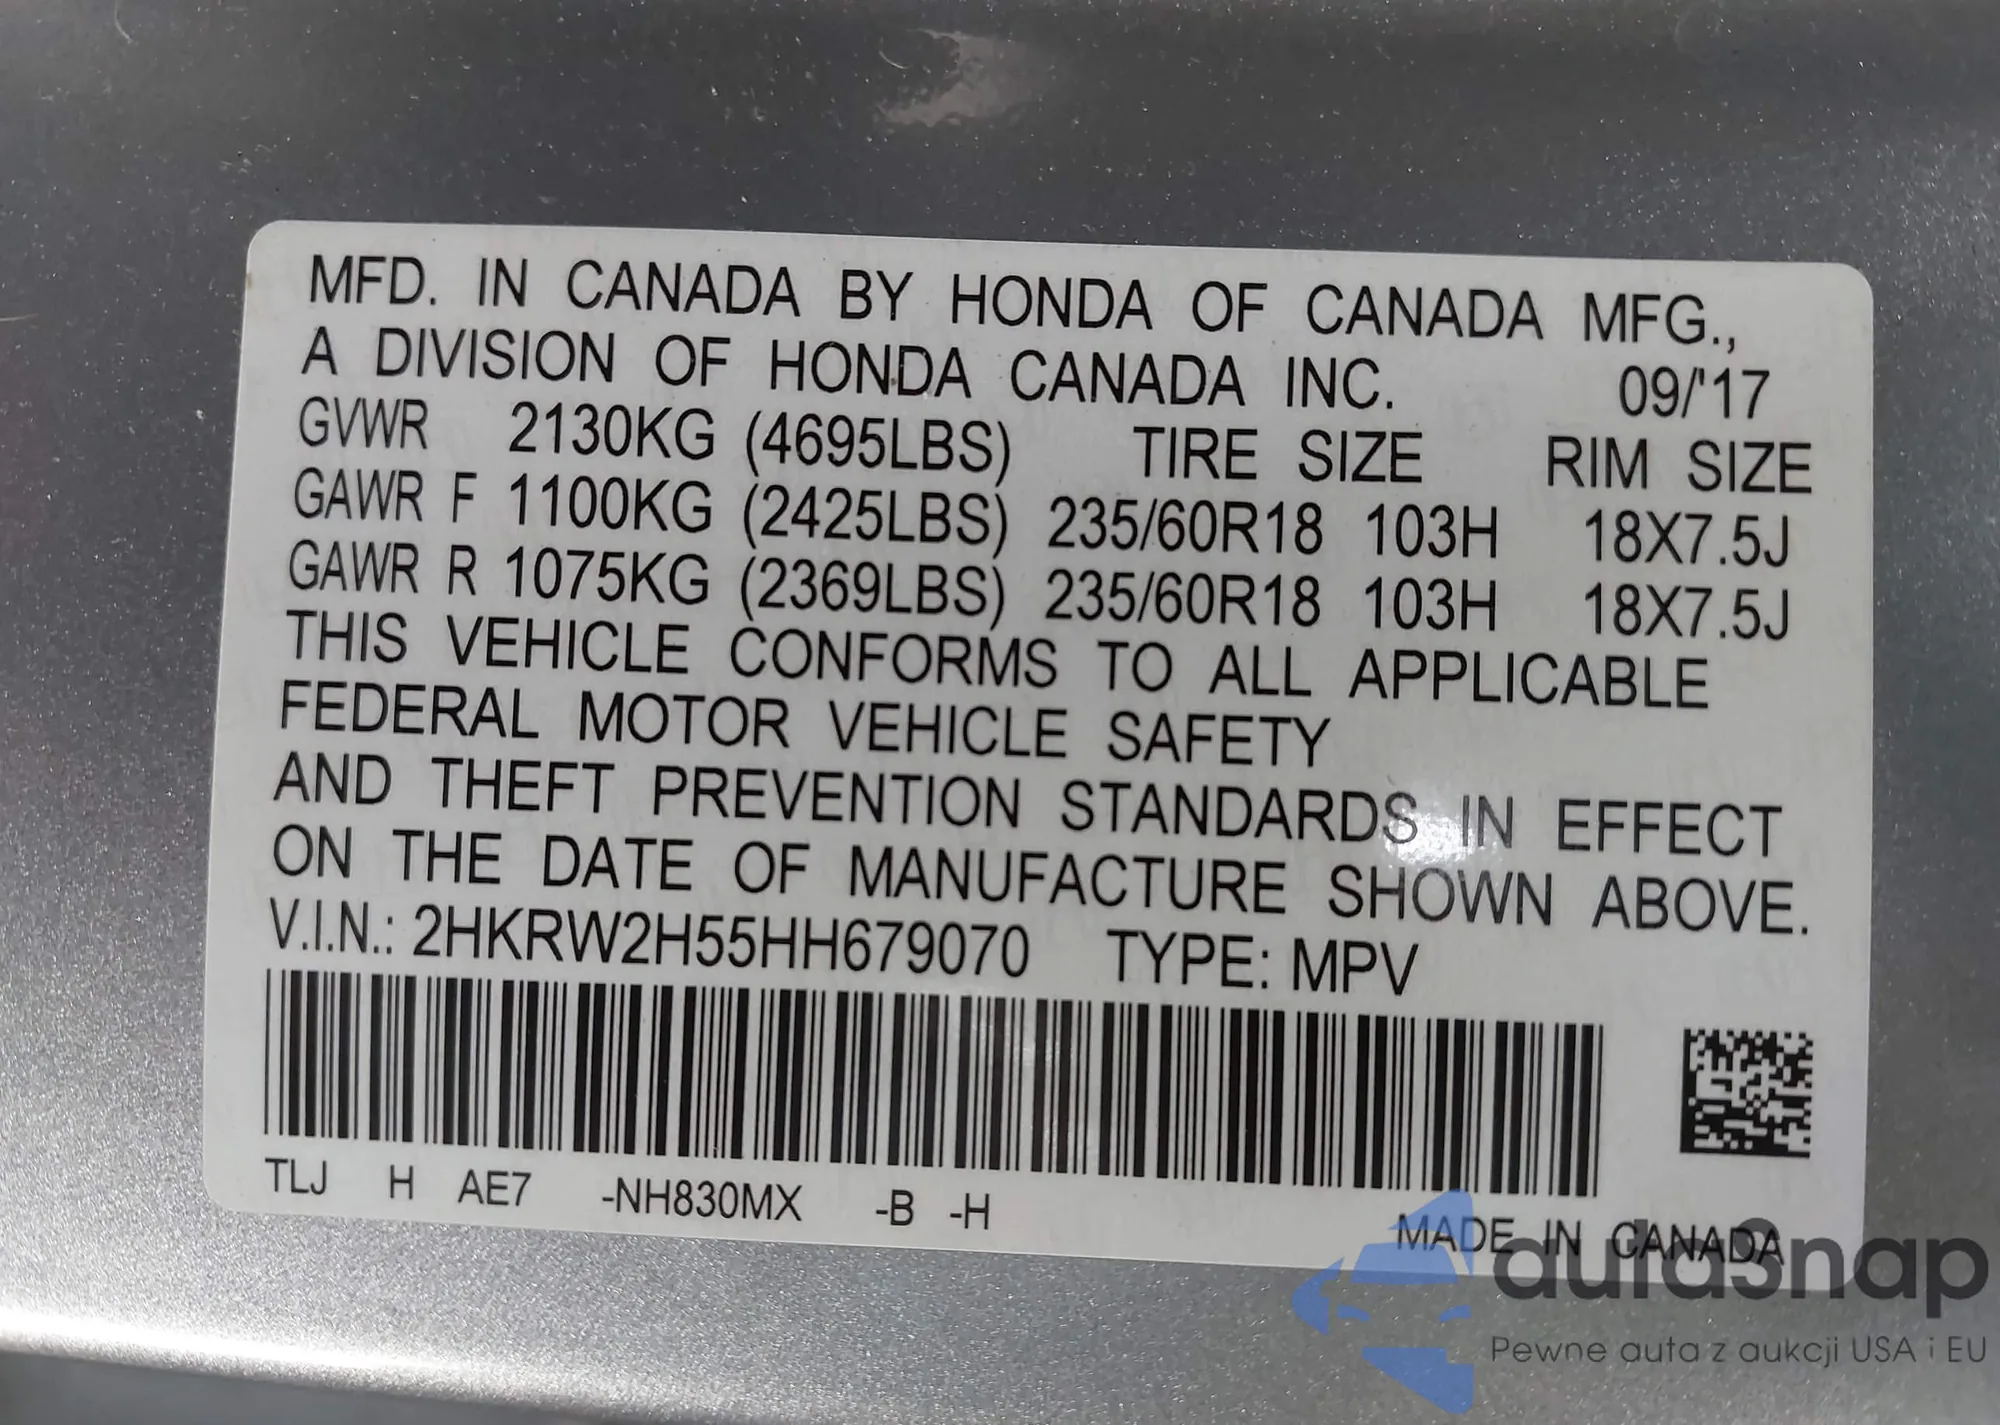 MFD. IN CANADA BY HONDA OF CANADA MFG.,
A DIVISION OF HONDA CANADA INC. 09/'17
GVWR 2130KG (4695LBS) TIRE SIZE RIM SIZE
GAWR F 1100KG (2425LBS) 235/60R18 103H 18X7.5J
GAWR R 1075KG (2369LBS) 235/60R18 103H 18X7.5J
THIS VEHICLE CONFORMS TO ALL APPLICABLE
FEDERAL MOTOR VEHICLE SAFETY
AND THEFT PREVENTION STANDARDS IN EFFECT
ON THE DATE OF MANUFACTURE SHOWN ABOVE.
V.I.N.: 2HKRW2H55HH679070 TYPE: MPV
TLJ H AE7 -NH830MX -B -H
MADE IN CANADA
auta3nap
Pewne auta z aukcji USA i EU